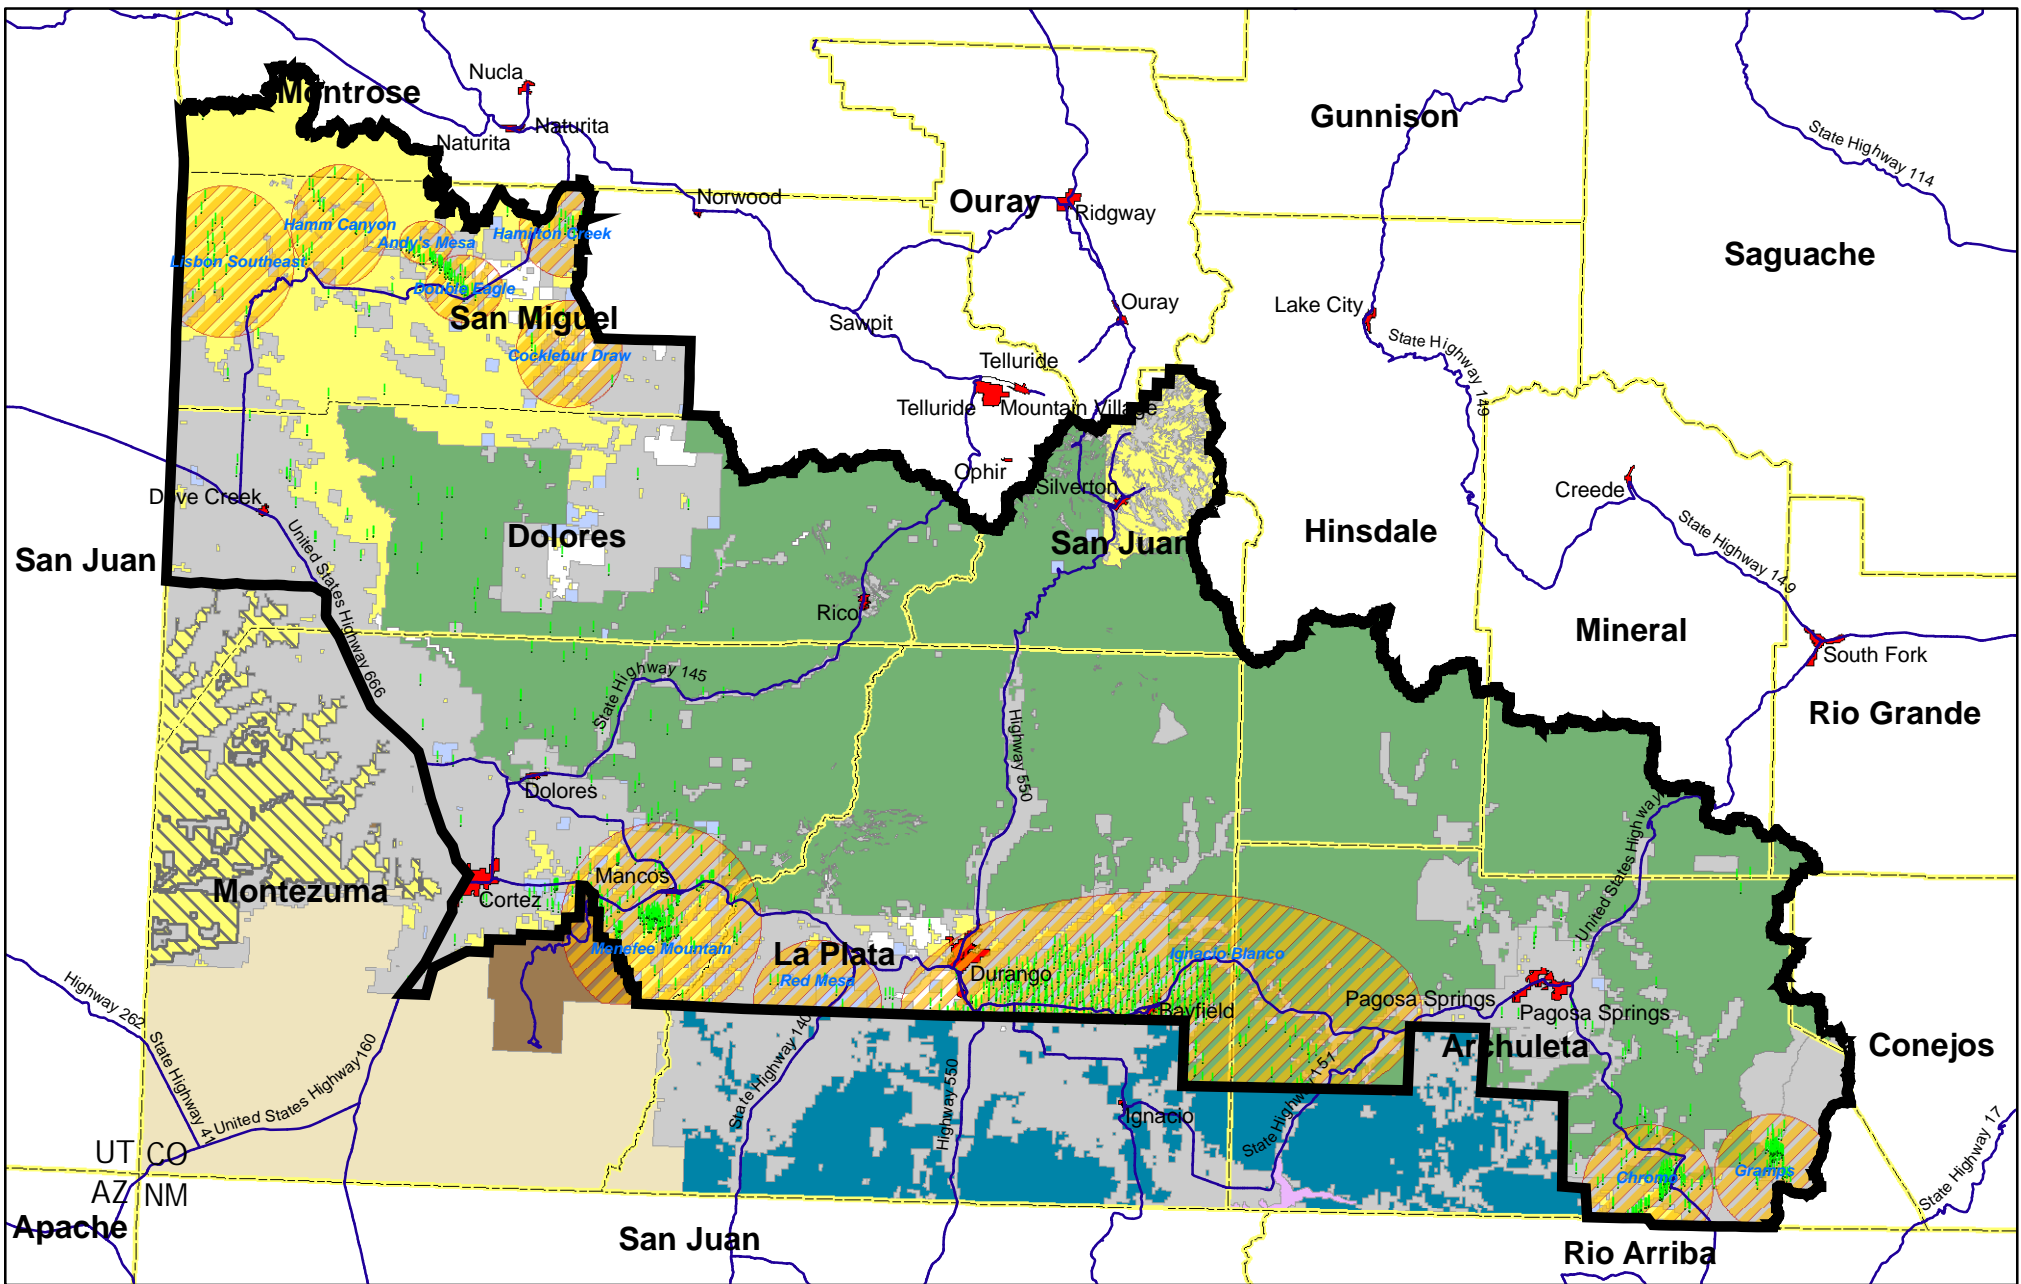 Nucla
Montrose
Naturita
Naturita
Gunnison
State Highway 114
Norwood
Ouray
Ridgway
Hamm Canyon
Andy's Mesa
Hamilton Creek
Lisbon Southeast
Double Eagle
San Miguel
Cocklebur Draw
Saguache
Ouray
Lake City
Sawpit
State Highway 149
Telluride
Telluride
Mountain Village
Ophir
Silverton
Creede
Dove Creek
United States Highway 666
Dolores
San Juan
San Juan
Hinsdale
State Highway 149
Rico
Mineral
South Fork
State Highway 145
Rio Grande
Highway 550
Dolores
United States Highway
Mancos
Montezuma
Cortez
Menefee Mountain
La Plata
Red Mesa
Durango
Ignacio Blanco
Bayfield
Pagosa Springs
Pagosa Springs
Archuleta
Conejos
Highway 262
State Highway 41
United States Highway160
State Highway 140
Highway 550
Ignacio
State Highway 151
State Highway 17
UT
CO
AZ
NM
Chromo
Gramps
Apache
San Juan
Rio Arriba